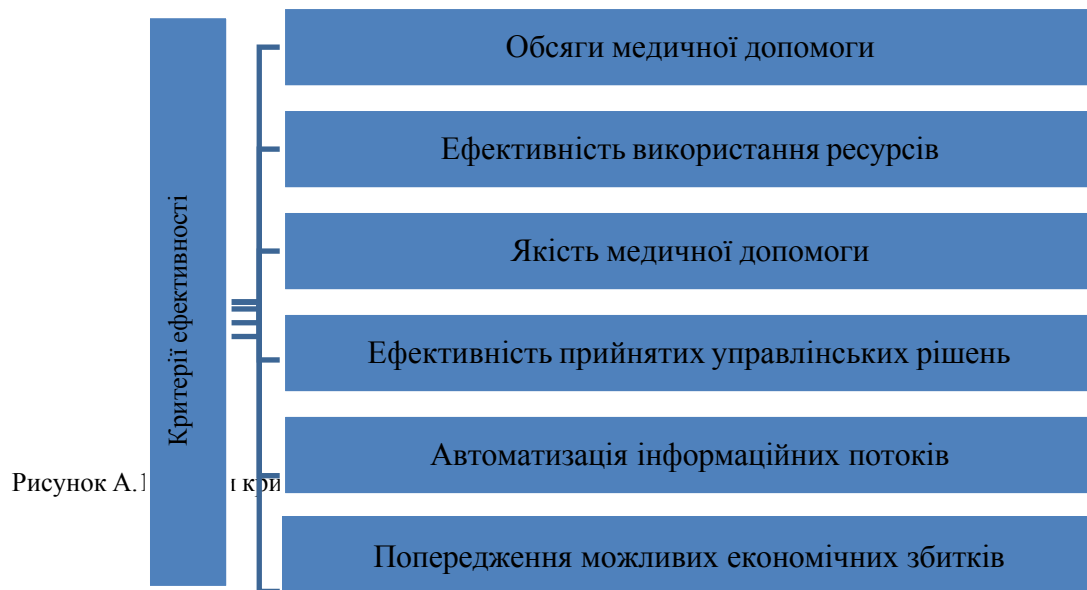 Критерії ефективності
Обсяги медичної допомоги
Ефективність використання ресурсів
Якість медичної допомоги
Ефективність прийнятих управлінських рішень
Автоматизація інформаційних потоків
Рисунок А.
Попередження можливих економічних збитків